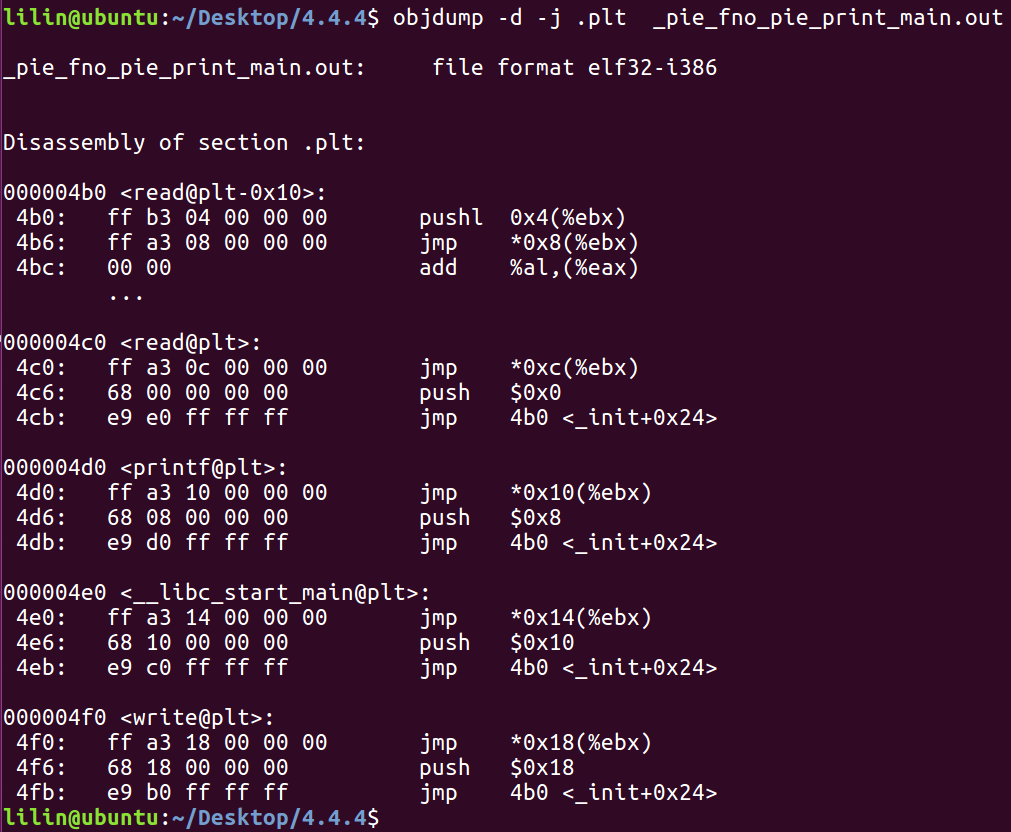 lilin@ubuntu:~/Desktop/4.4.4$ objdump -d -j .plt  _pie_fno_pie_print_main.out

_pie_fno_pie_print_main.out:     file format elf32-i386


Disassembly of section .plt:

000004b0 <read@plt-0x10>:
 4b0:	ff b3 04 00 00 00    	pushl  0x4(%ebx)
 4b6:	ff a3 08 00 00 00    	jmp    *0x8(%ebx)
 4bc:	00 00                	add    %al,(%eax)
	...

000004c0 <read@plt>:
 4c0:	ff a3 0c 00 00 00    	jmp    *0xc(%ebx)
 4c6:	68 00 00 00 00       	push   $0x0
 4cb:	e9 e0 ff ff ff       	jmp    4b0 <_init+0x24>

000004d0 <printf@plt>:
 4d0:	ff a3 10 00 00 00    	jmp    *0x10(%ebx)
 4d6:	68 08 00 00 00       	push   $0x8
 4db:	e9 d0 ff ff ff       	jmp    4b0 <_init+0x24>

000004e0 <__libc_start_main@plt>:
 4e0:	ff a3 14 00 00 00    	jmp    *0x14(%ebx)
 4e6:	68 10 00 00 00       	push   $0x10
 4eb:	e9 c0 ff ff ff       	jmp    4b0 <_init+0x24>

000004f0 <write@plt>:
 4f0:	ff a3 18 00 00 00    	jmp    *0x18(%ebx)
 4f6:	68 18 00 00 00       	push   $0x18
 4fb:	e9 b0 ff ff ff       	jmp    4b0 <_init+0x24>
lilin@ubuntu:~/Desktop/4.4.4$